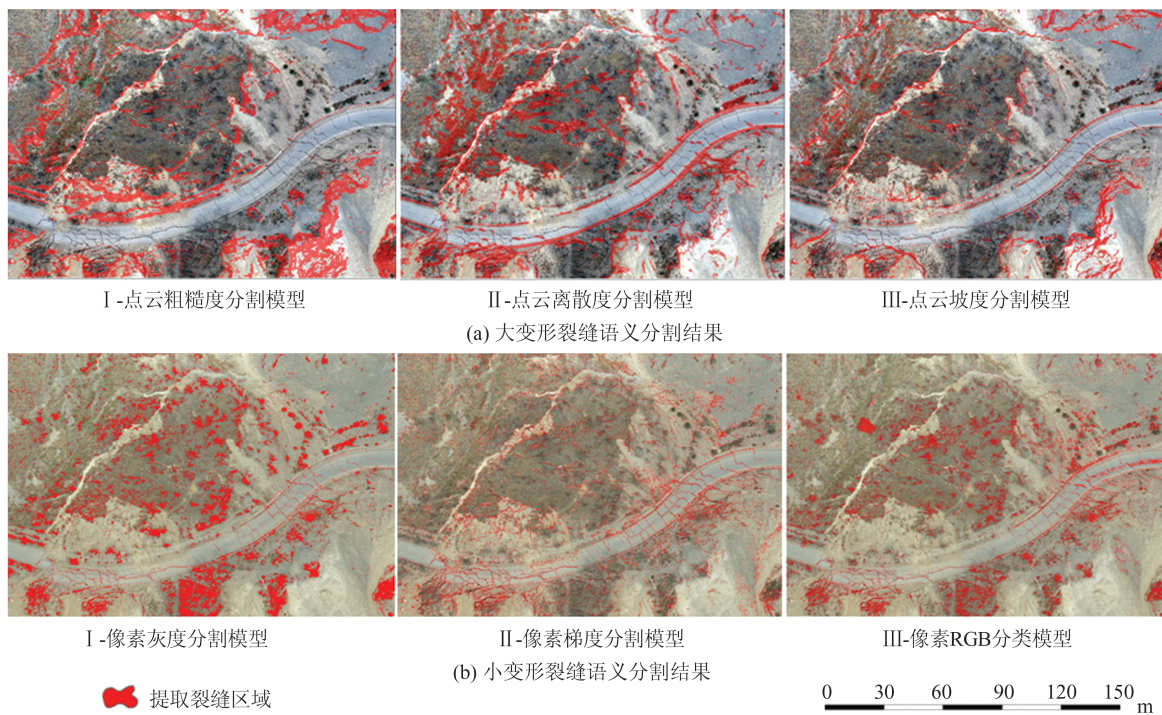 Ⅰ-点云粗糙度分割模型
Ⅱ-点云离散度分割模型
Ⅲ-点云坡度分割模型
(a) 大变形裂缝语义分割结果
Ⅰ-像素灰度分割模型
Ⅱ-像素梯度分割模型
Ⅲ-像素RGB分类模型
(b) 小变形裂缝语义分割结果
提取裂缝区域
0 30 60 90 120 150
m